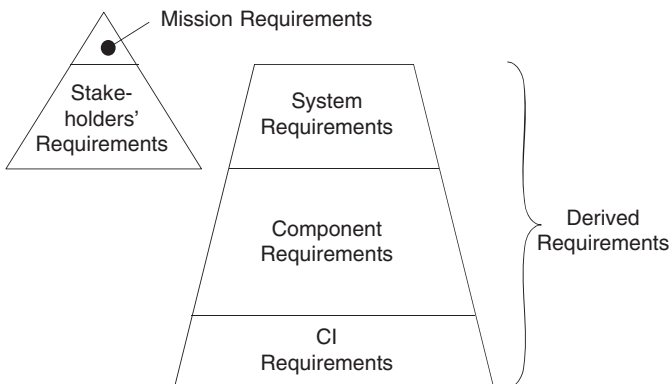 Mission Requirements
Stake-
holders'
Requirements
System
Requirements
Component
Requirements
CI
Requirements
Derived
Requirements